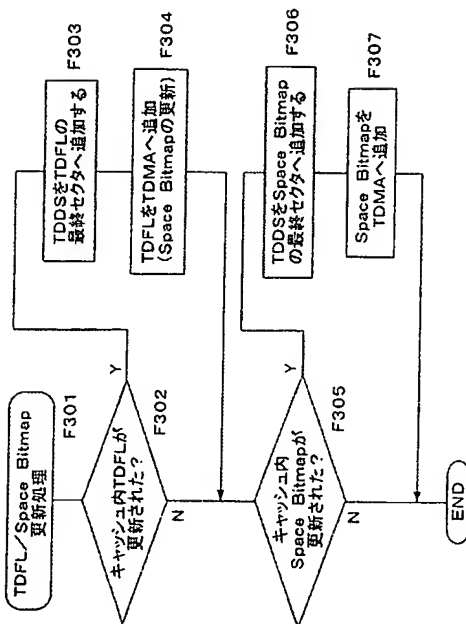 TDFL／Space Bitmap
更新処理
F301
キャッシュ内TDFLが
更新された？
F302
Y
N
TDDSをTDFLの
最終セクタへ追加する
F303
TDFLをTDMAへ追加
(Space Bitmapの更新)
F304
キャッシュ内
Space Bitmapが
更新された？
F305
Y
N
TDDSをSpace Bitmap
の最終セクタへ追加する
F306
Space Bitmapを
TDMAへ追加
F307
END